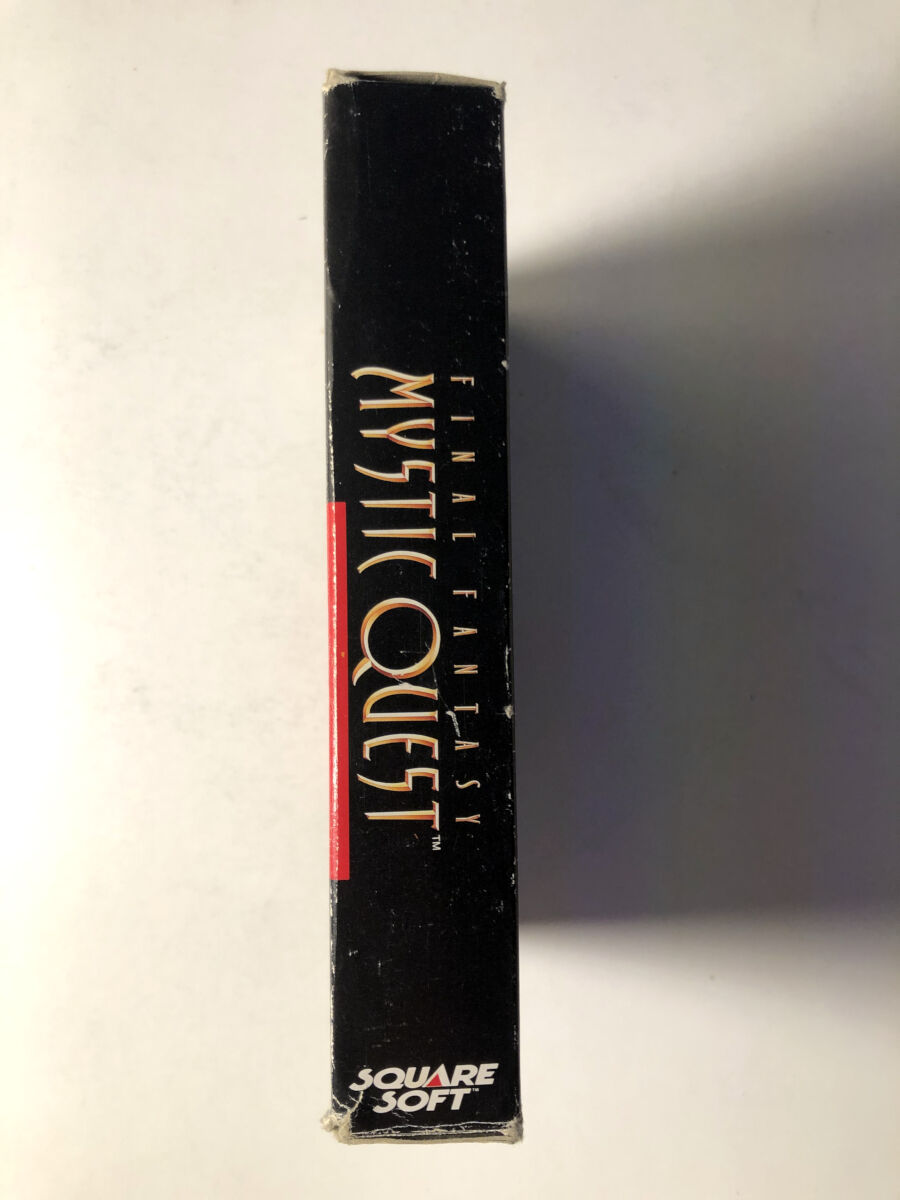 FINAL FANTASY
MYSTIC QUEST™
SQUARE
SOFT™